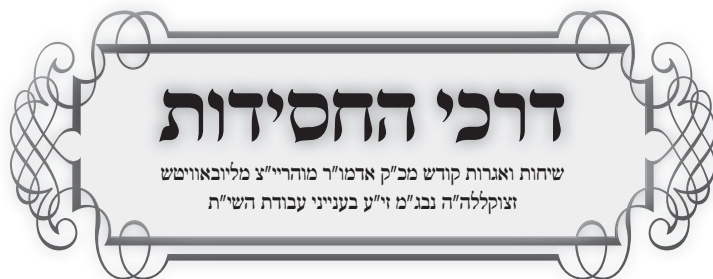 דרכי החסידות
שיחות ואגרות קודש מכ"ק אדמו"ר מוהריי"צ מליובאוויטש
זצוקללה"ה נבג"מ זי"ע בענייני עבודת השי"ת